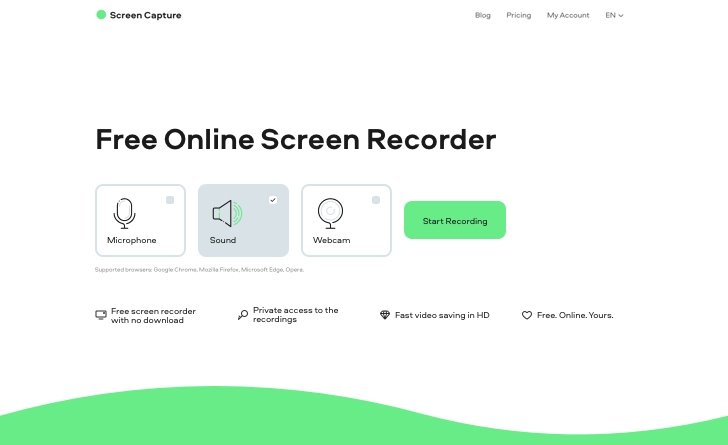 Screen Capture
Blog Pricing My Account EN
Free Online Screen Recorder
Microphone
Sound
Webcam
Start Recording
Supported browsers: Google Chrome, Mozilla Firefox, Microsoft Edge, Opera.
Free screen recorder
with no download
Private access to the
recordings
Fast video saving in HD
Free. Online. Yours.